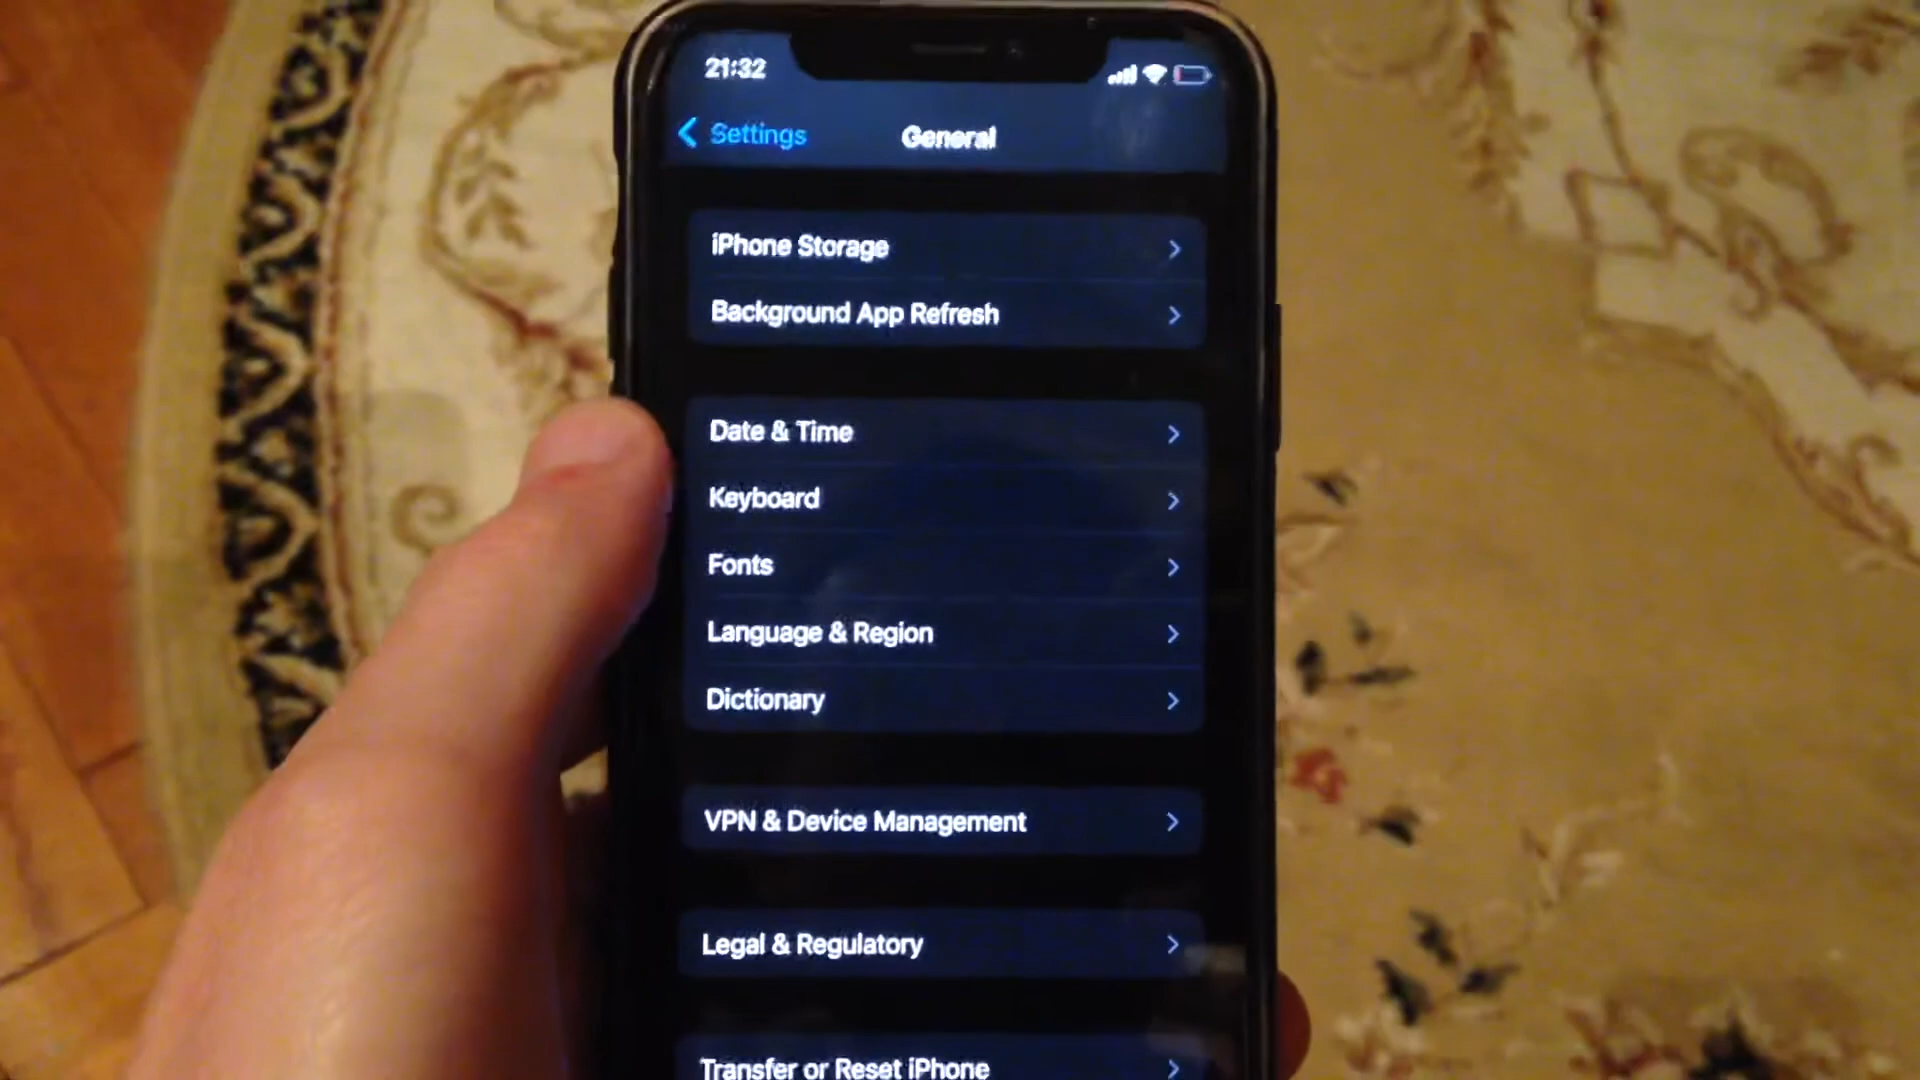 21:32
Settings
General
iPhone Storage
Background App Refresh
Date & Time
Keyboard
Fonts
Language & Region
Dictionary
VPN & Device Management
Legal & Regulatory
Transfer or Reset iPhone